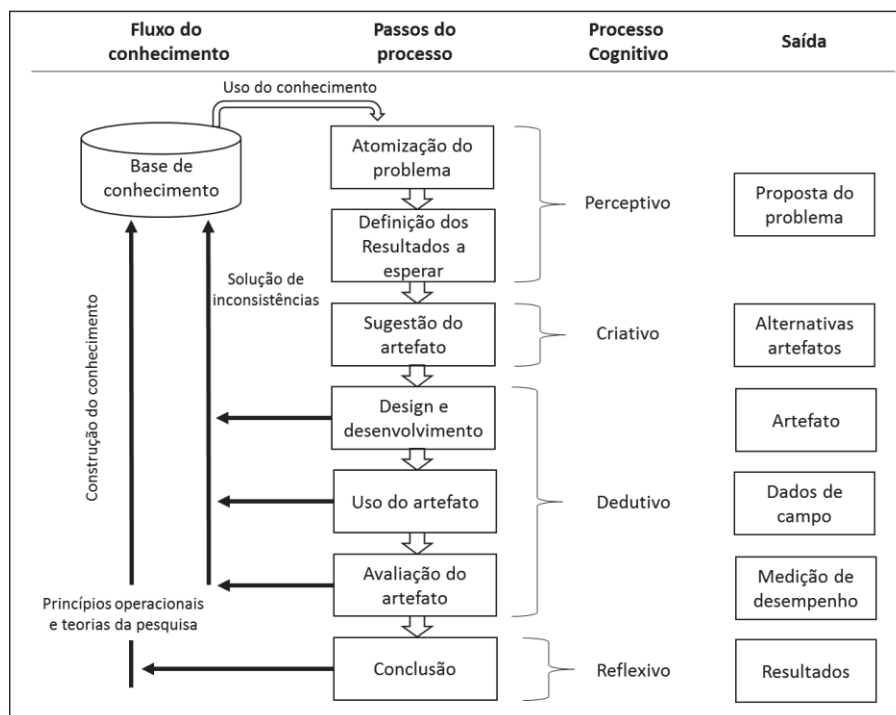 Fluxo do
conhecimento
Passos do
processo
Processo
Cognitivo
Saída
Uso do conhecimento
Base de
conhecimento
Atomização do
problema
Definição dos
Resultados a
esperar
Perceptivo
Proposta do
problema
Solução de
inconsistências
Construção do conhecimento
Sugestão do
artefato
Criativo
Alternativas
artefatos
Design e
desenvolvimento
Artefato
Uso do artefato
Dedutivo
Dados de
campo
Avaliação do
artefato
Medição de
desempenho
Princípios operacionais
e teorias da pesquisa
Conclusão
Reflexivo
Resultados